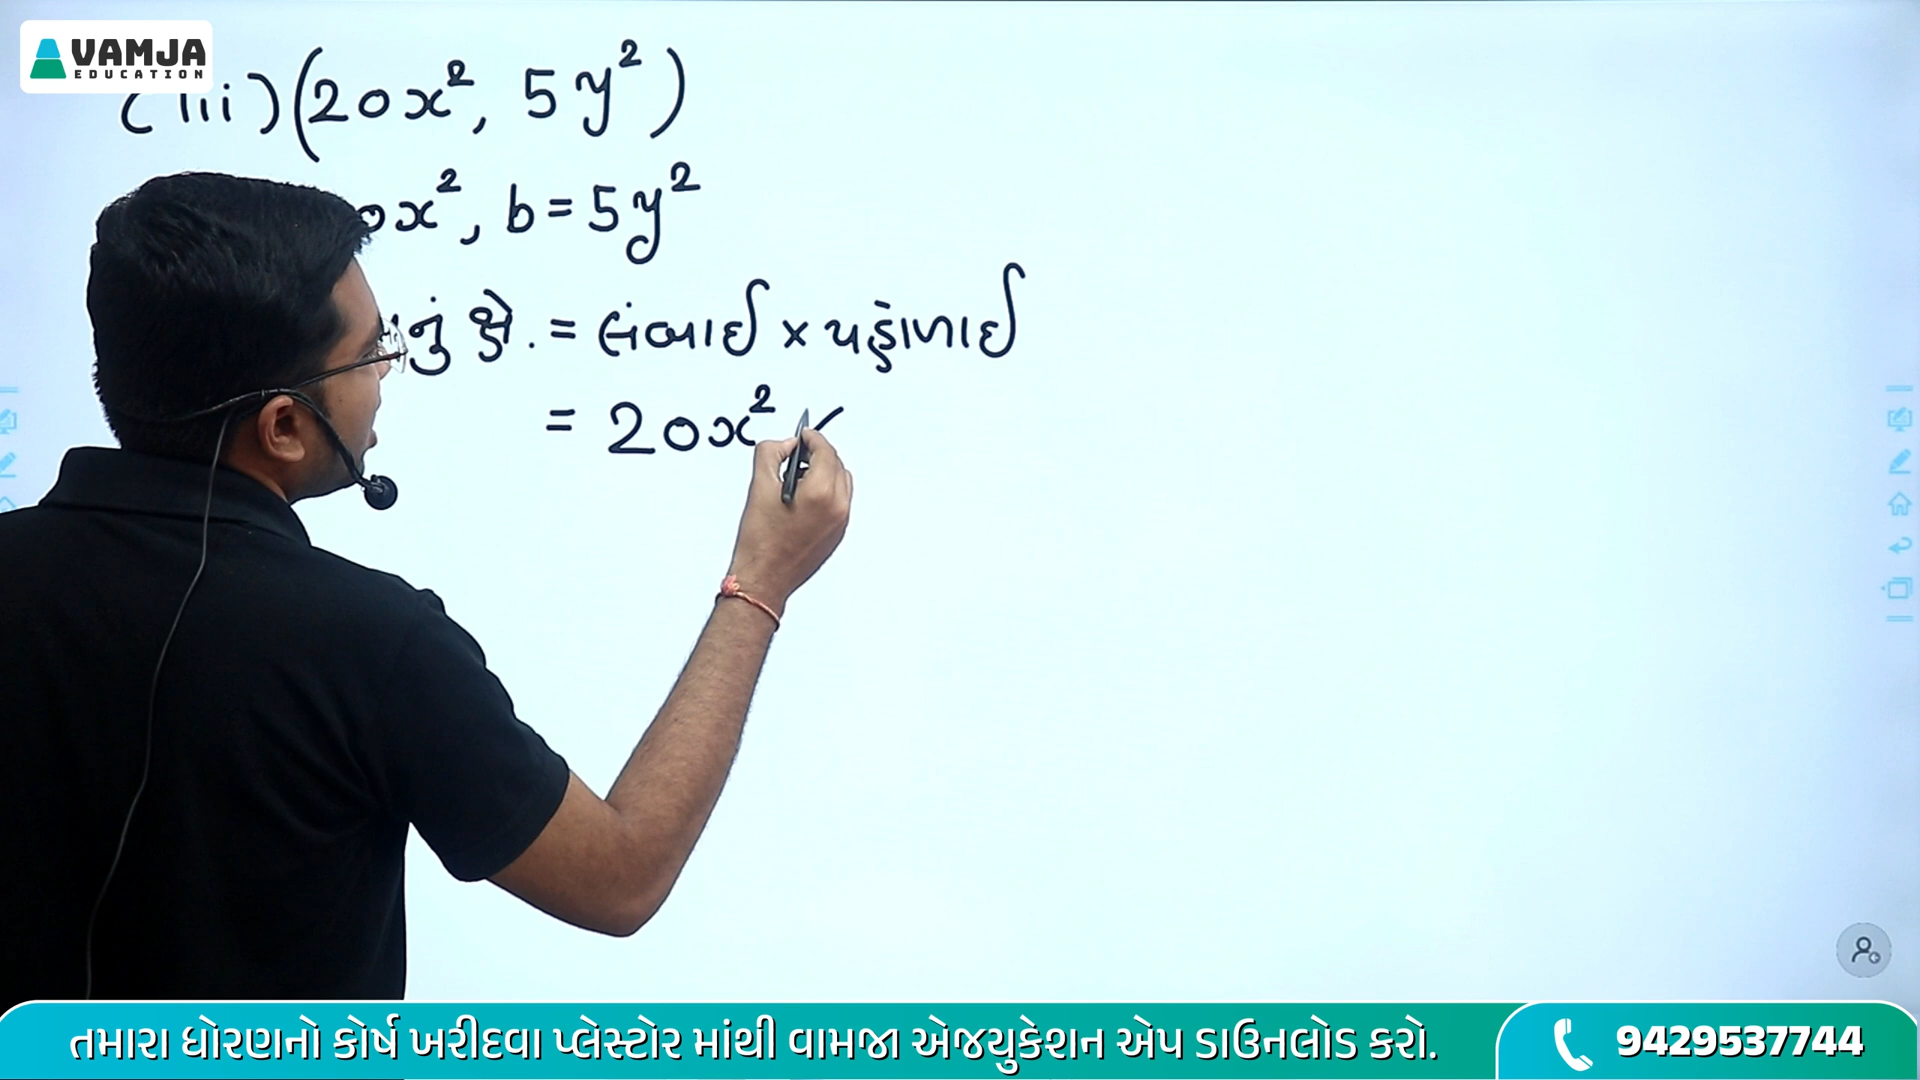 VAMJA
EDUCATION
(iii) (20x², 5y²)
0x², b = 5y²
નું ક્ષે. = લંબાઈ × પહોળાઈ
= 20x²
તમારા ધોરણનો કોર્ષ ખરીદવા પ્લેસ્ટોર માંથી વામજા એજ્યુકેશન એપ ડાઉનલોડ કરો.
9429537744